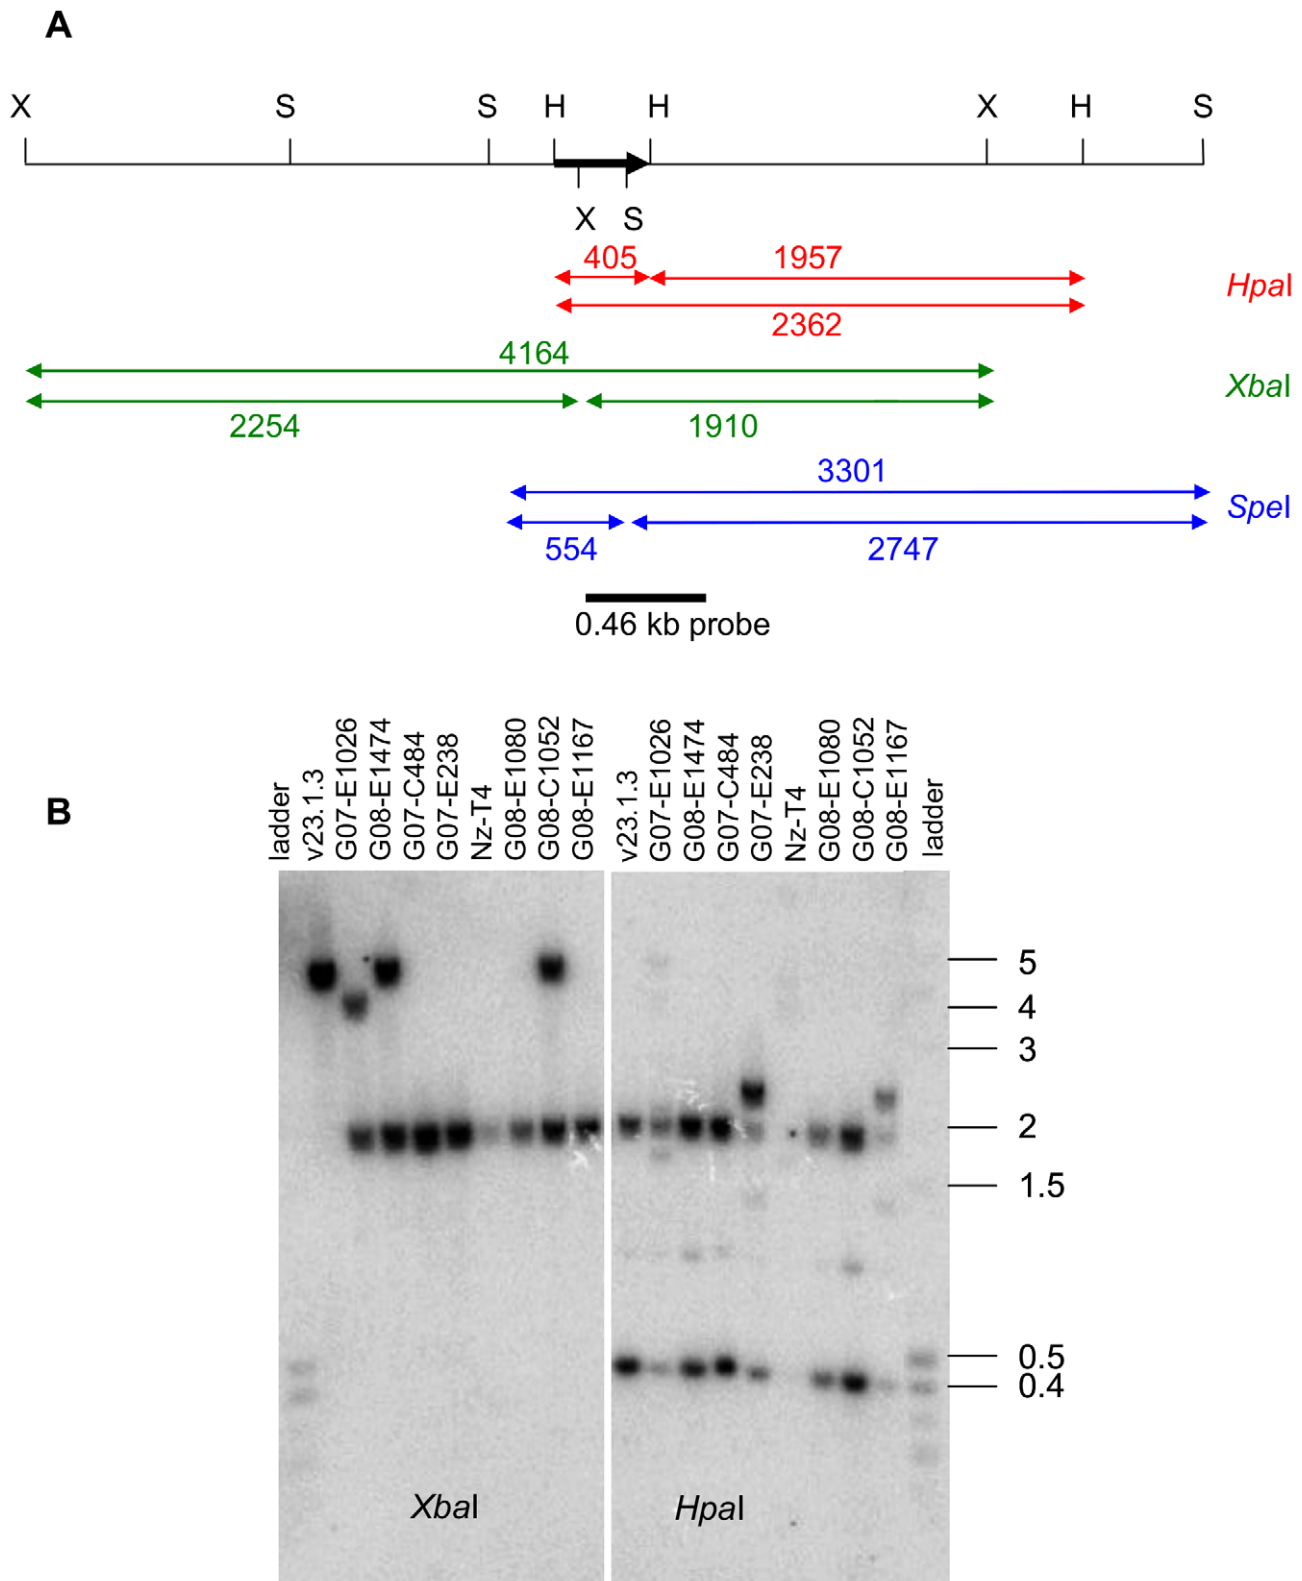 A
X S S H H X H S
X S
405 1957
HpaI
2362
4164
XbaI
2254 1910
3301
SpeI
554 2747
0.46 kb probe
B
ladder
v23.1.3
G07-E1026
G08-E1474
G07-C484
G07-E238
Nz-T4
G08-E1080
G08-C1052
G08-E1167
v23.1.3
G07-E1026
G08-E1474
G07-C484
G07-E238
Nz-T4
G08-E1080
G08-C1052
G08-E1167
ladder
5
4
3
2
1.5
0.5
0.4
XbaI HpaI